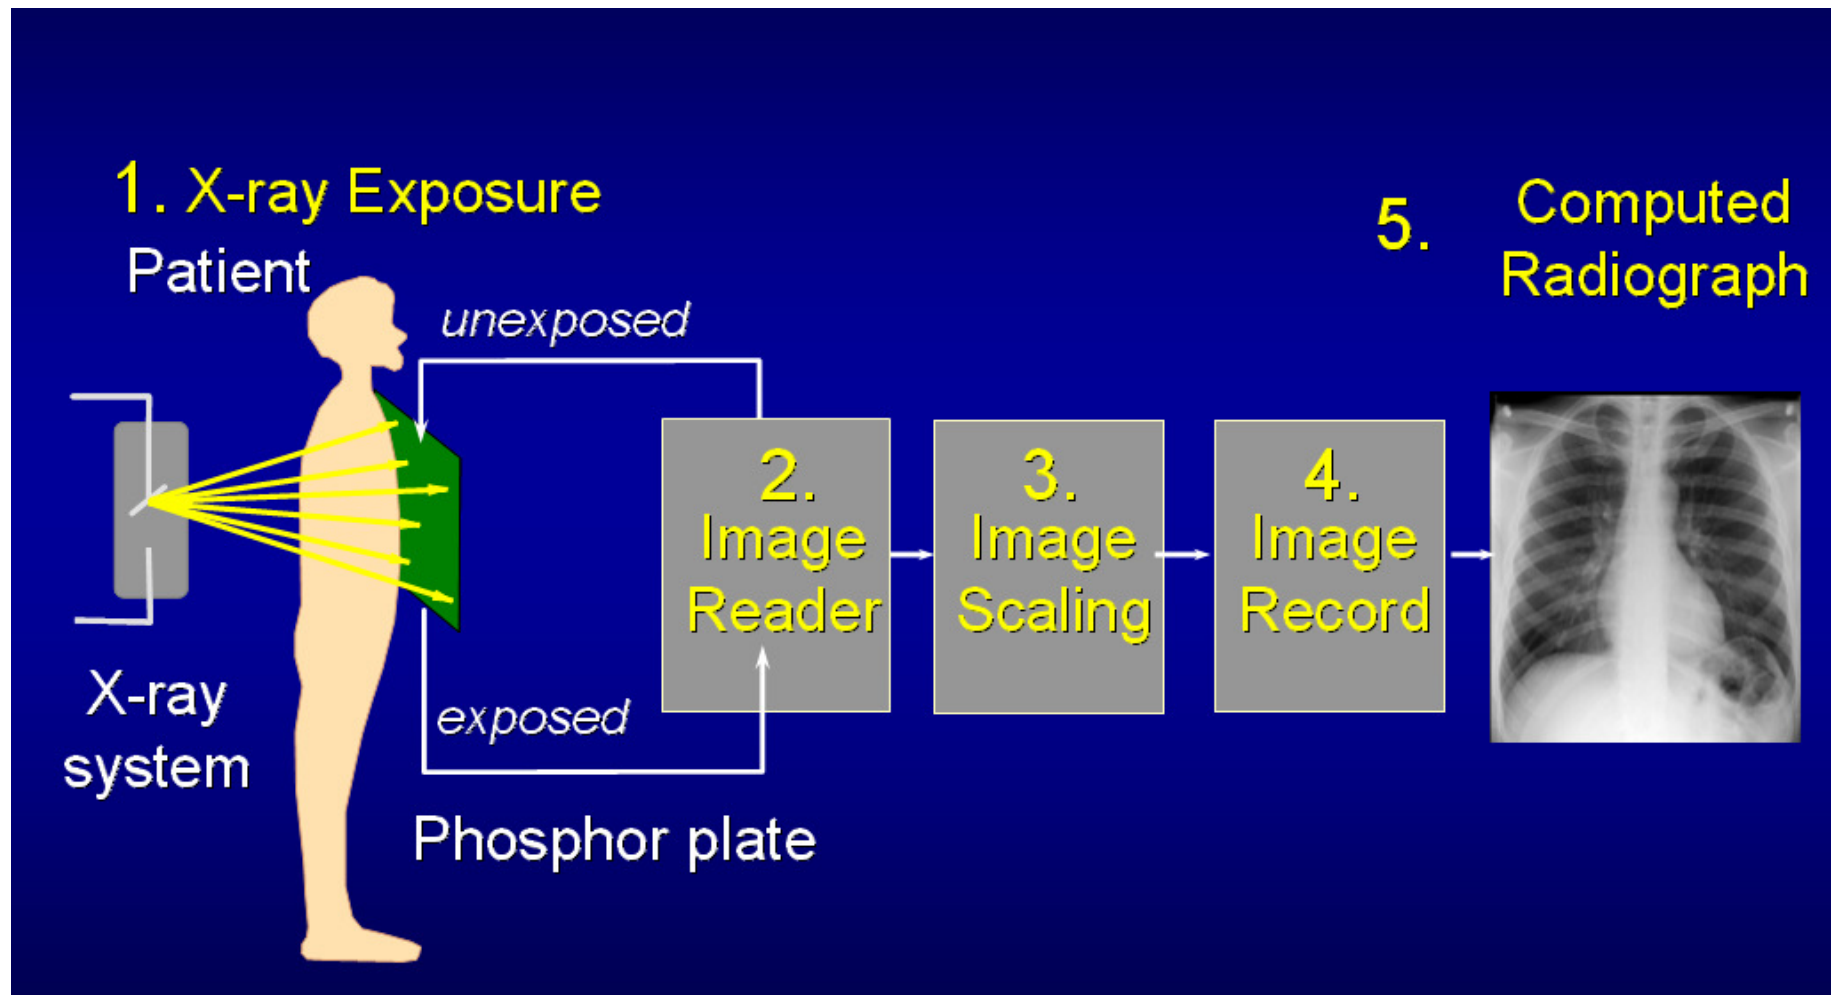 1. X-ray Exposure
Patient
unexposed
X-ray
system
exposed
Phosphor plate
2.
Image
Reader
3.
Image
Scaling
4.
Image
Record
5.
Computed
Radiograph